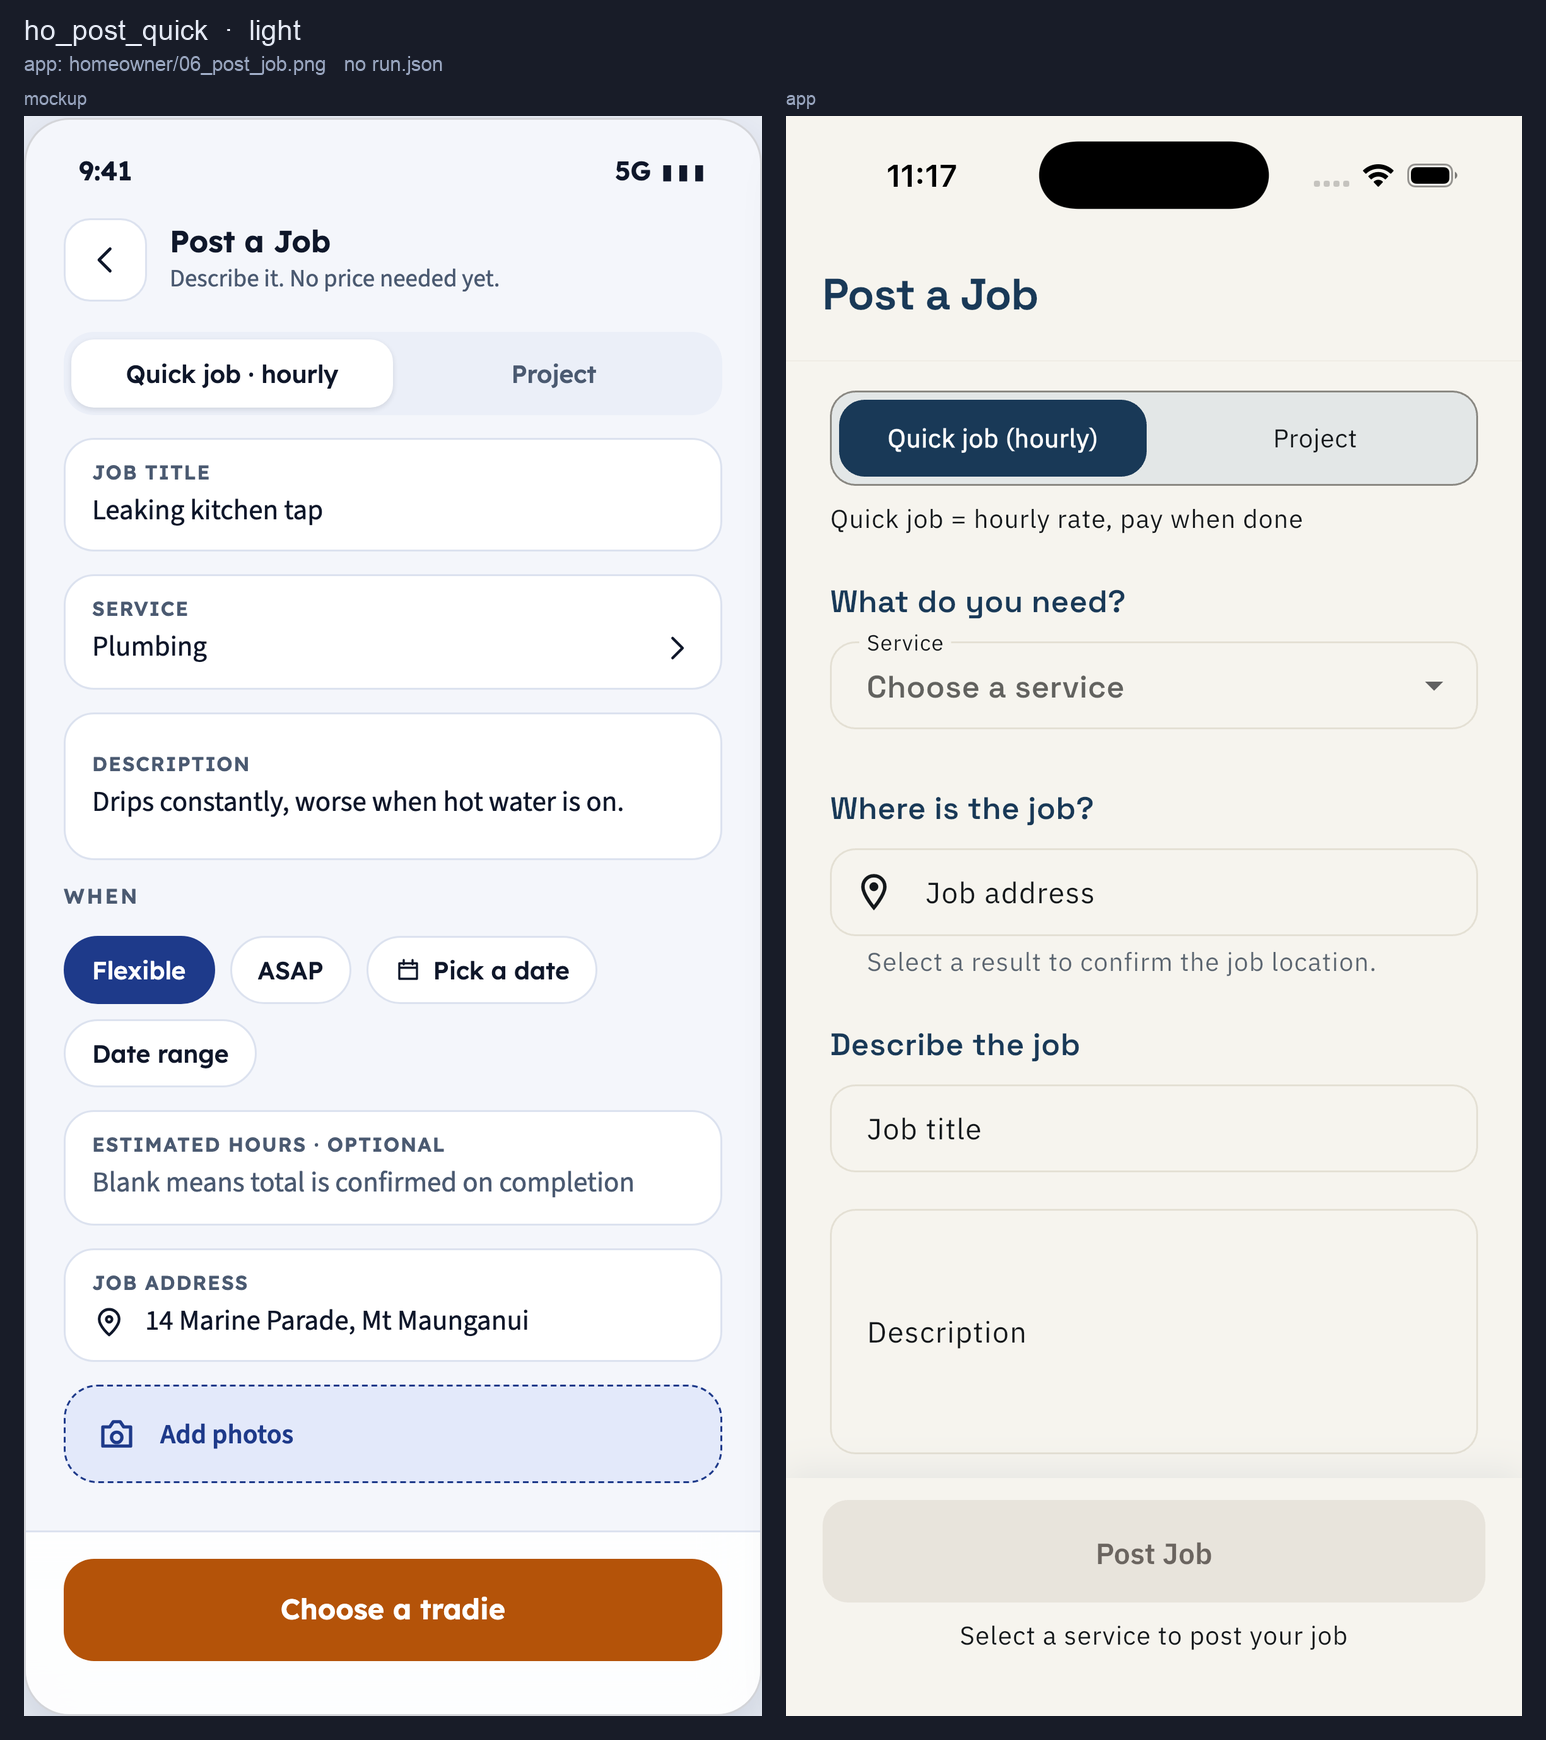 ho_post_quick · light
app: homeowner/06_post_job.png no run.json
mockup
9:41
5G
Post a Job
Describe it. No price needed yet.
Quick job · hourly
Project
JOB TITLE
Leaking kitchen tap
SERVICE
Plumbing
DESCRIPTION
Drips constantly, worse when hot water is on.
WHEN
Flexible
ASAP
Pick a date
Date range
ESTIMATED HOURS · OPTIONAL
Blank means total is confirmed on completion
JOB ADDRESS
14 Marine Parade, Mt Maunganui
Add photos
Choose a tradie
app
11:17
Post a Job
Quick job (hourly)
Project
Quick job = hourly rate, pay when done
What do you need?
Service
Choose a service
Where is the job?
Job address
Select a result to confirm the job location.
Describe the job
Job title
Description
Post Job
Select a service to post your job